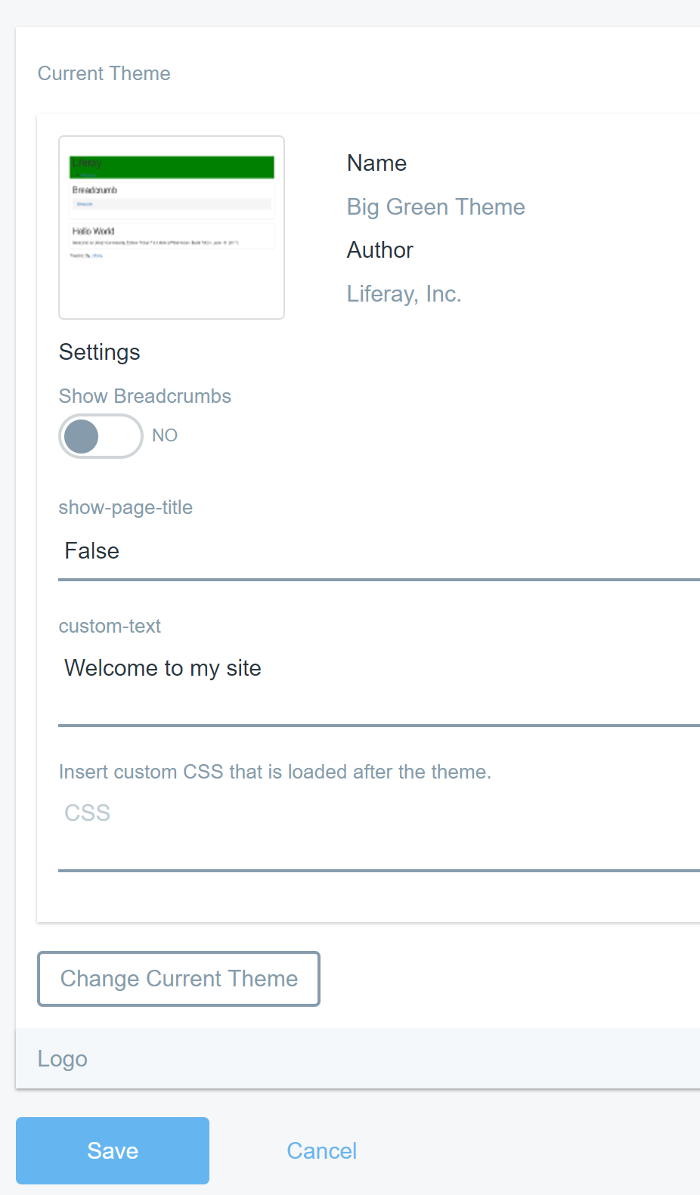 Current Theme
Liferay
Breadcrumb
Hello World
Name
Big Green Theme
Author
Liferay, Inc.
Settings
Show Breadcrumbs
NO
show-page-title
False
custom-text
Welcome to my site
Insert custom CSS that is loaded after the theme.
CSS
Change Current Theme
Logo
Save
Cancel